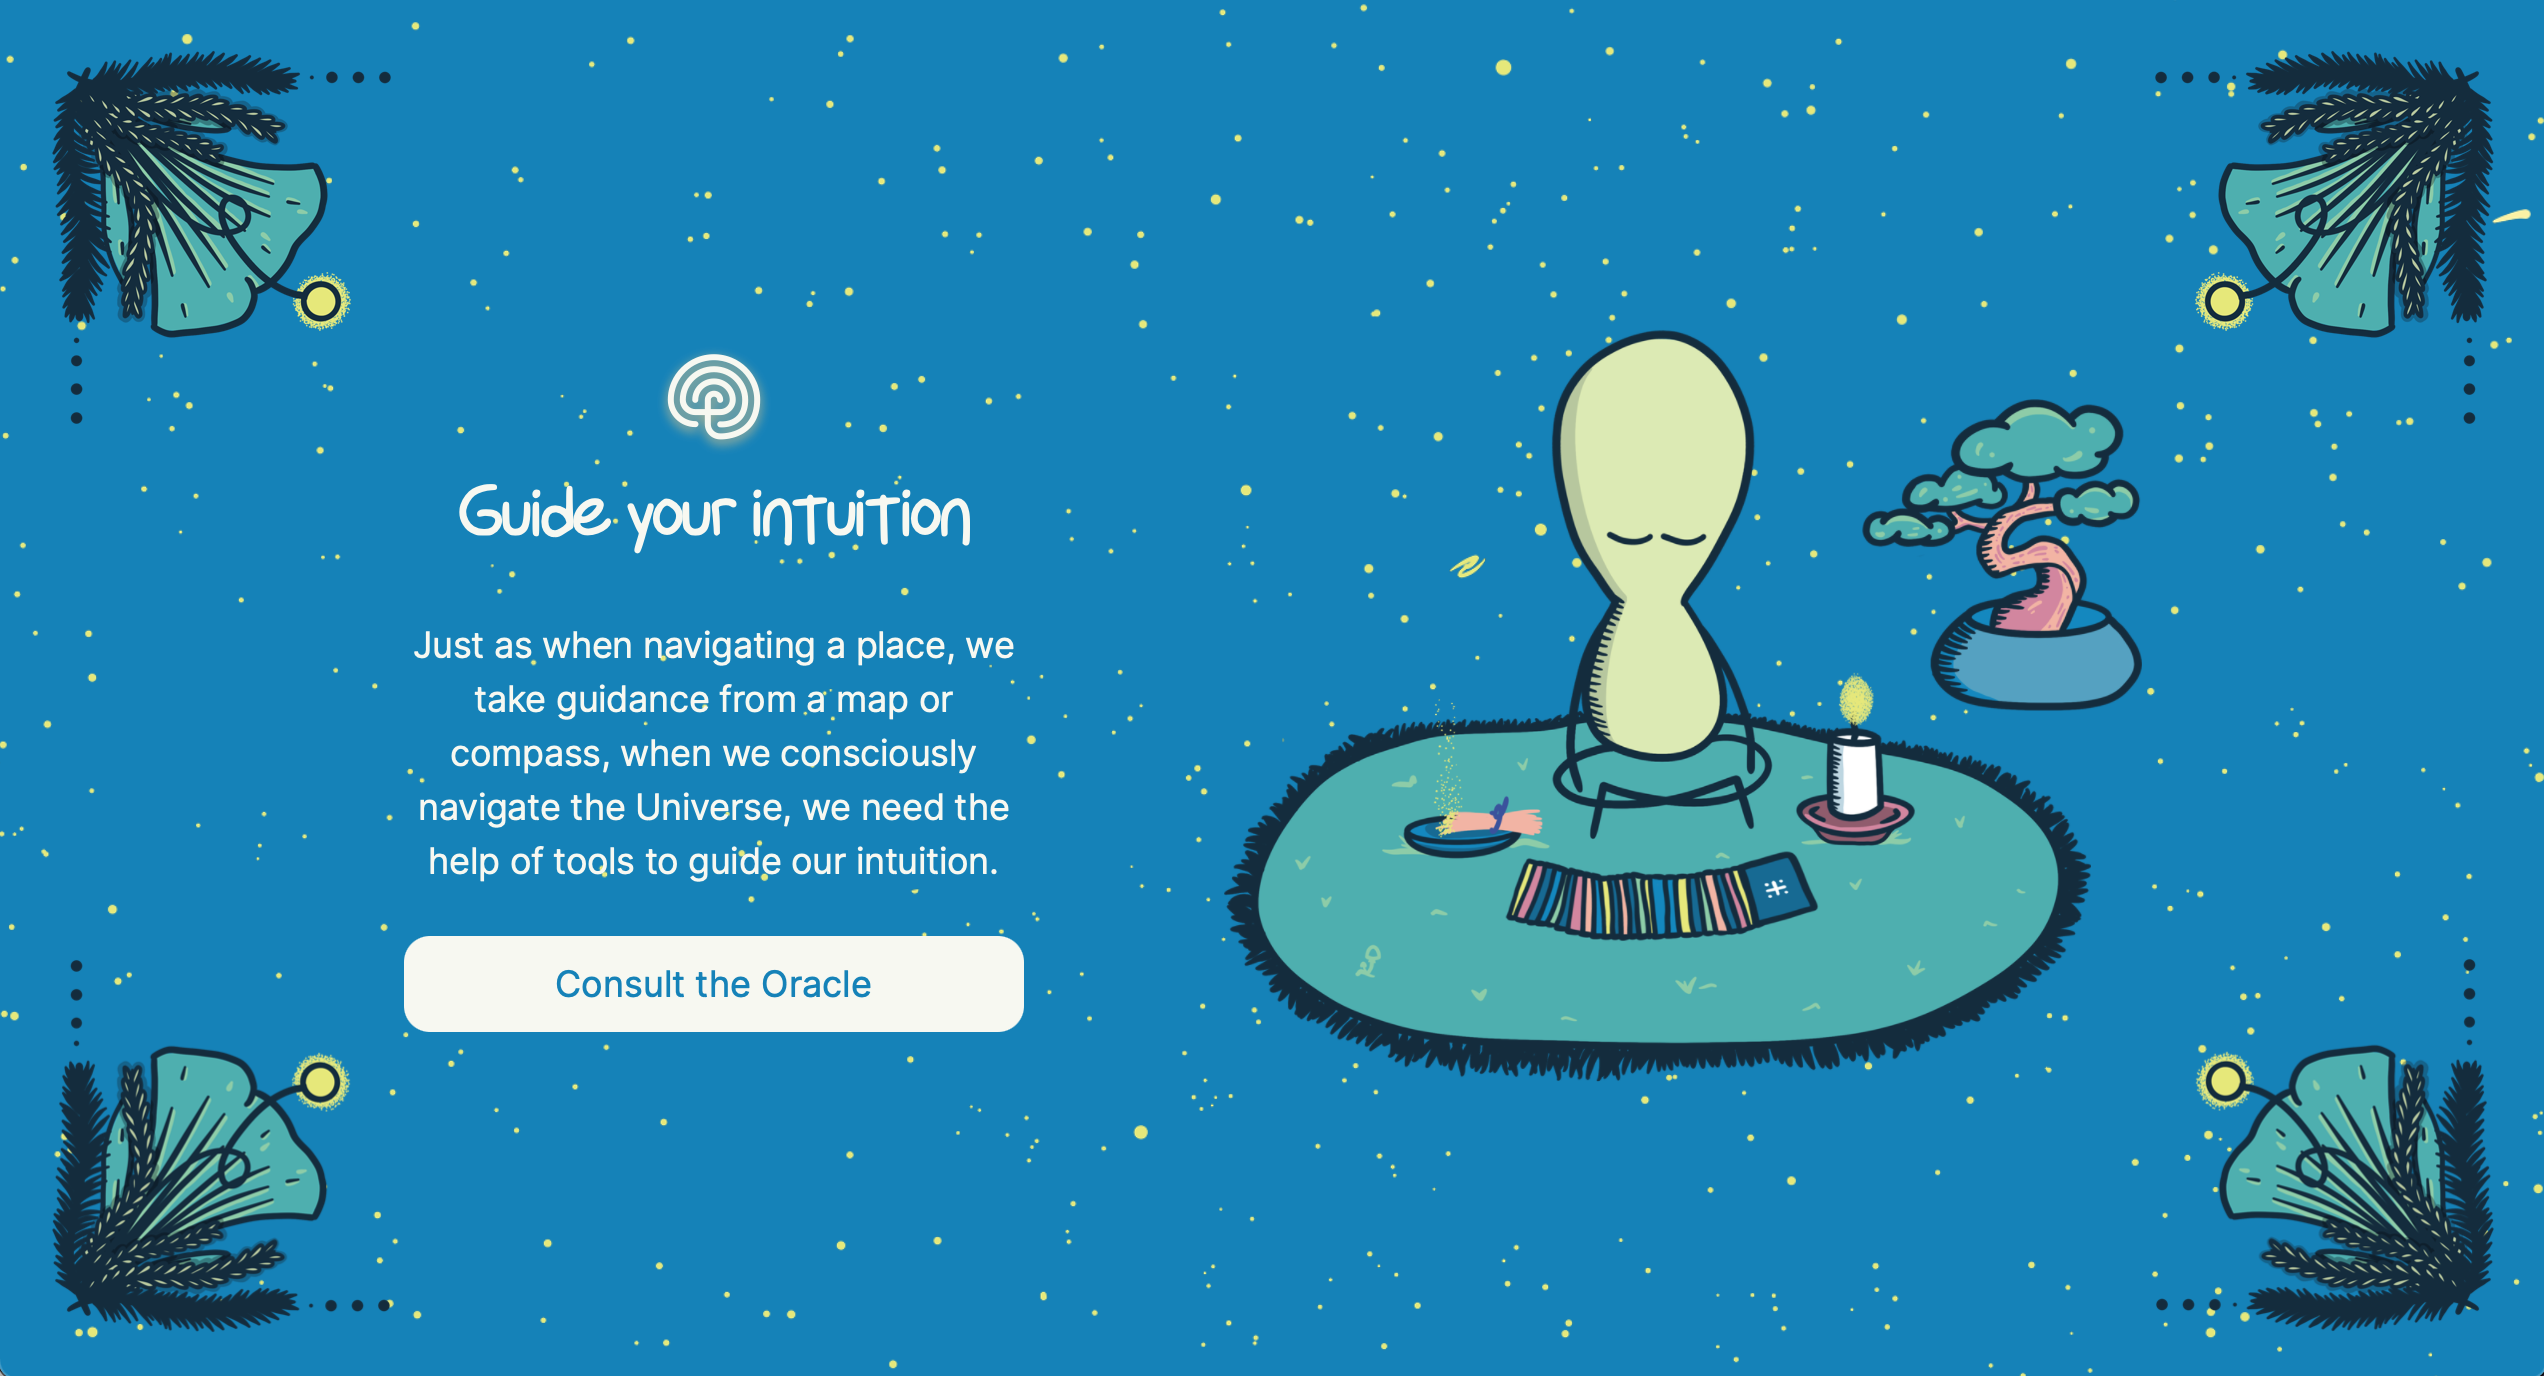 Guide your intuition
Just as when navigating a place, we
take guidance from a map or
compass, when we consciously
navigate the Universe, we need the
help of tools to guide our intuition.
Consult the Oracle